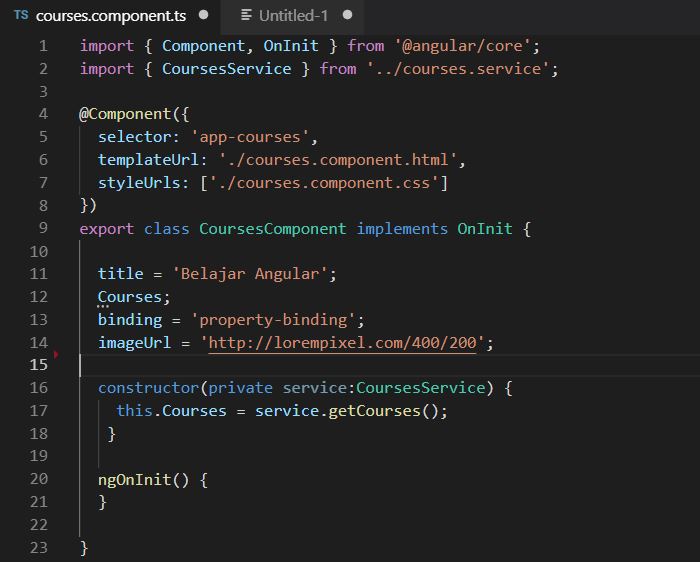 TS courses.component.ts ● Untitled-1 ●
1 import { Component, OnInit } from '@angular/core';
2 import { CoursesService } from '../courses.service';
3
4 @Component({
5   selector: 'app-courses',
6   templateUrl: './courses.component.html',
7   styleUrls: ['./courses.component.css']
8 })
9 export class CoursesComponent implements OnInit {
10
11   title = 'Belajar Angular';
12   Courses;
13   binding = 'property-binding';
14   imageUrl = 'http://lorempixel.com/400/200';
15
16   constructor(private service:CoursesService) {
17     this.Courses = service.getCourses();
18    }
19
20   ngOnInit() {
21   }
22
23 }